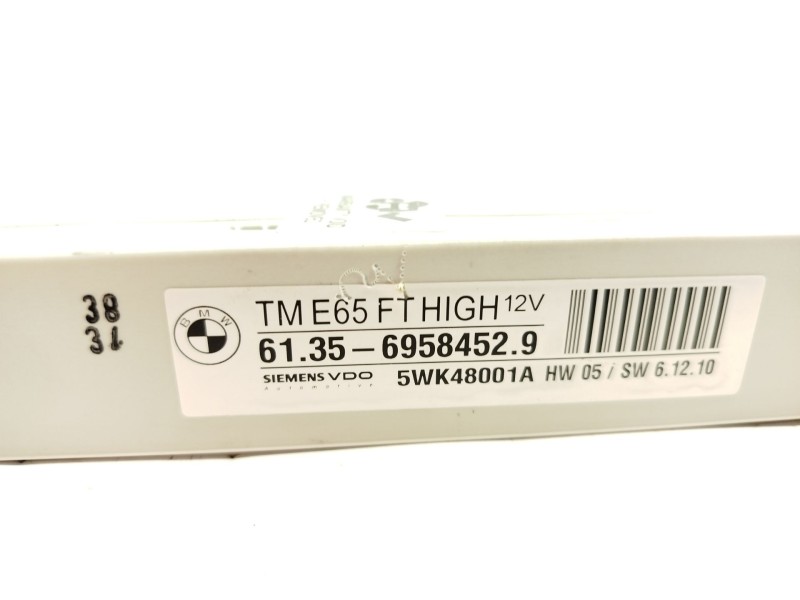 38
31
BMW
TM E65 FT HIGH 12V
61.35 – 6958452.9
SIEMENS VDO 5WK48001A HW 05 / SW 6.12.10
Automotive